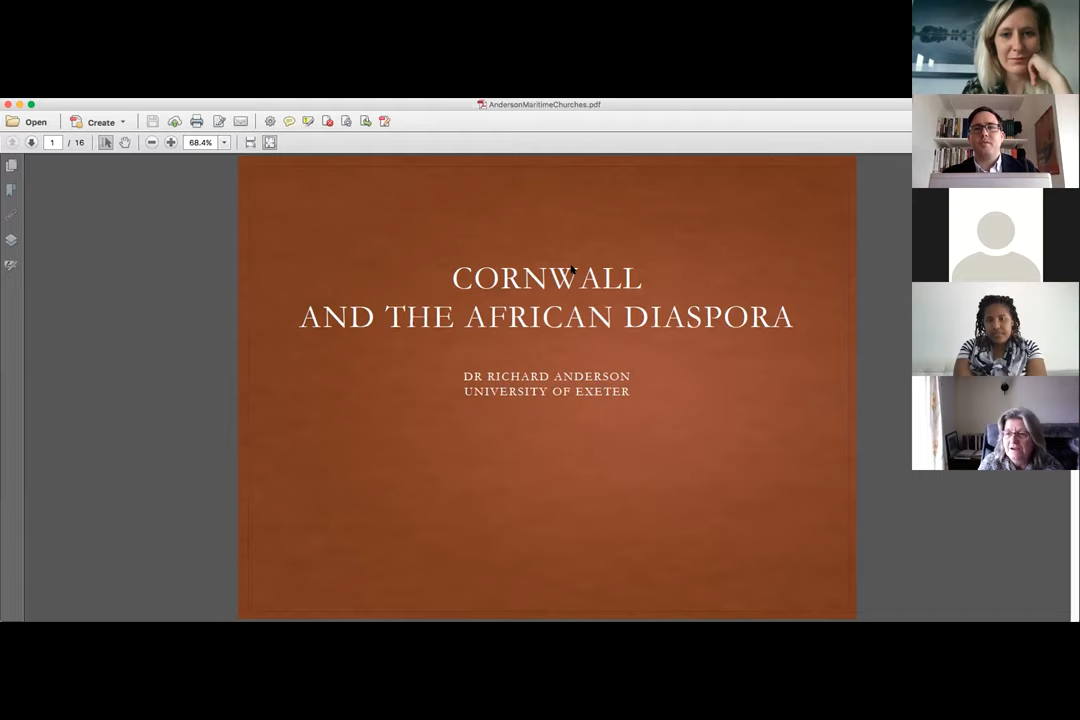 AndersonMaritimeChurches.pdf
Open
Create
1 / 16
68.4%
CORNWALL
AND THE AFRICAN DIASPORA
DR RICHARD ANDERSON
UNIVERSITY OF EXETER